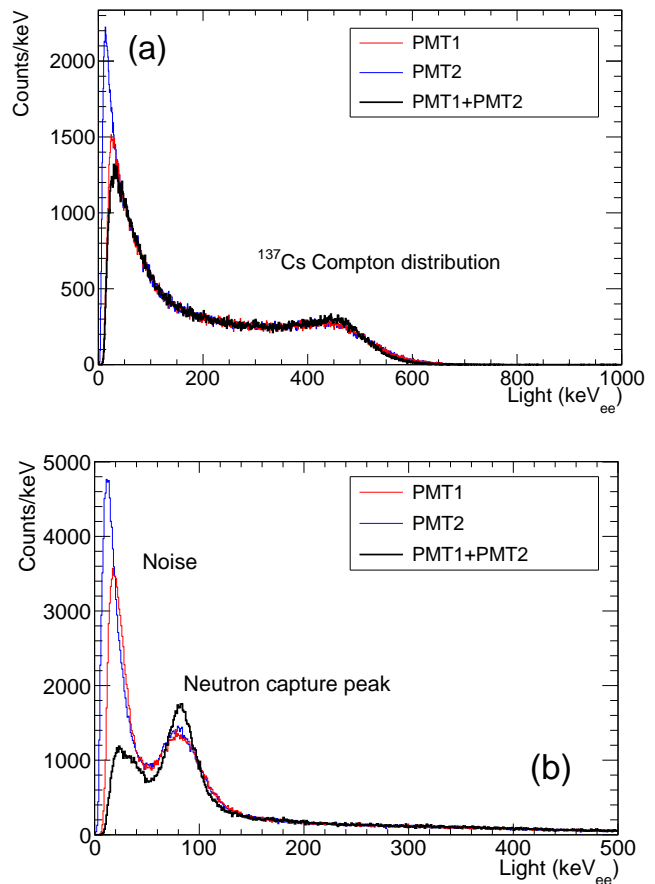 Counts/keV
2000
1500
1000
500
0
(a)
PMT1
PMT2
PMT1+PMT2
137Cs Compton distribution
0 200 400 600 800 1000
Light (keVee)
Counts/keV
5000
4000
3000
2000
1000
0
PMT1
PMT2
PMT1+PMT2
Noise
Neutron capture peak
(b)
0 100 200 300 400 500
Light (keVee)